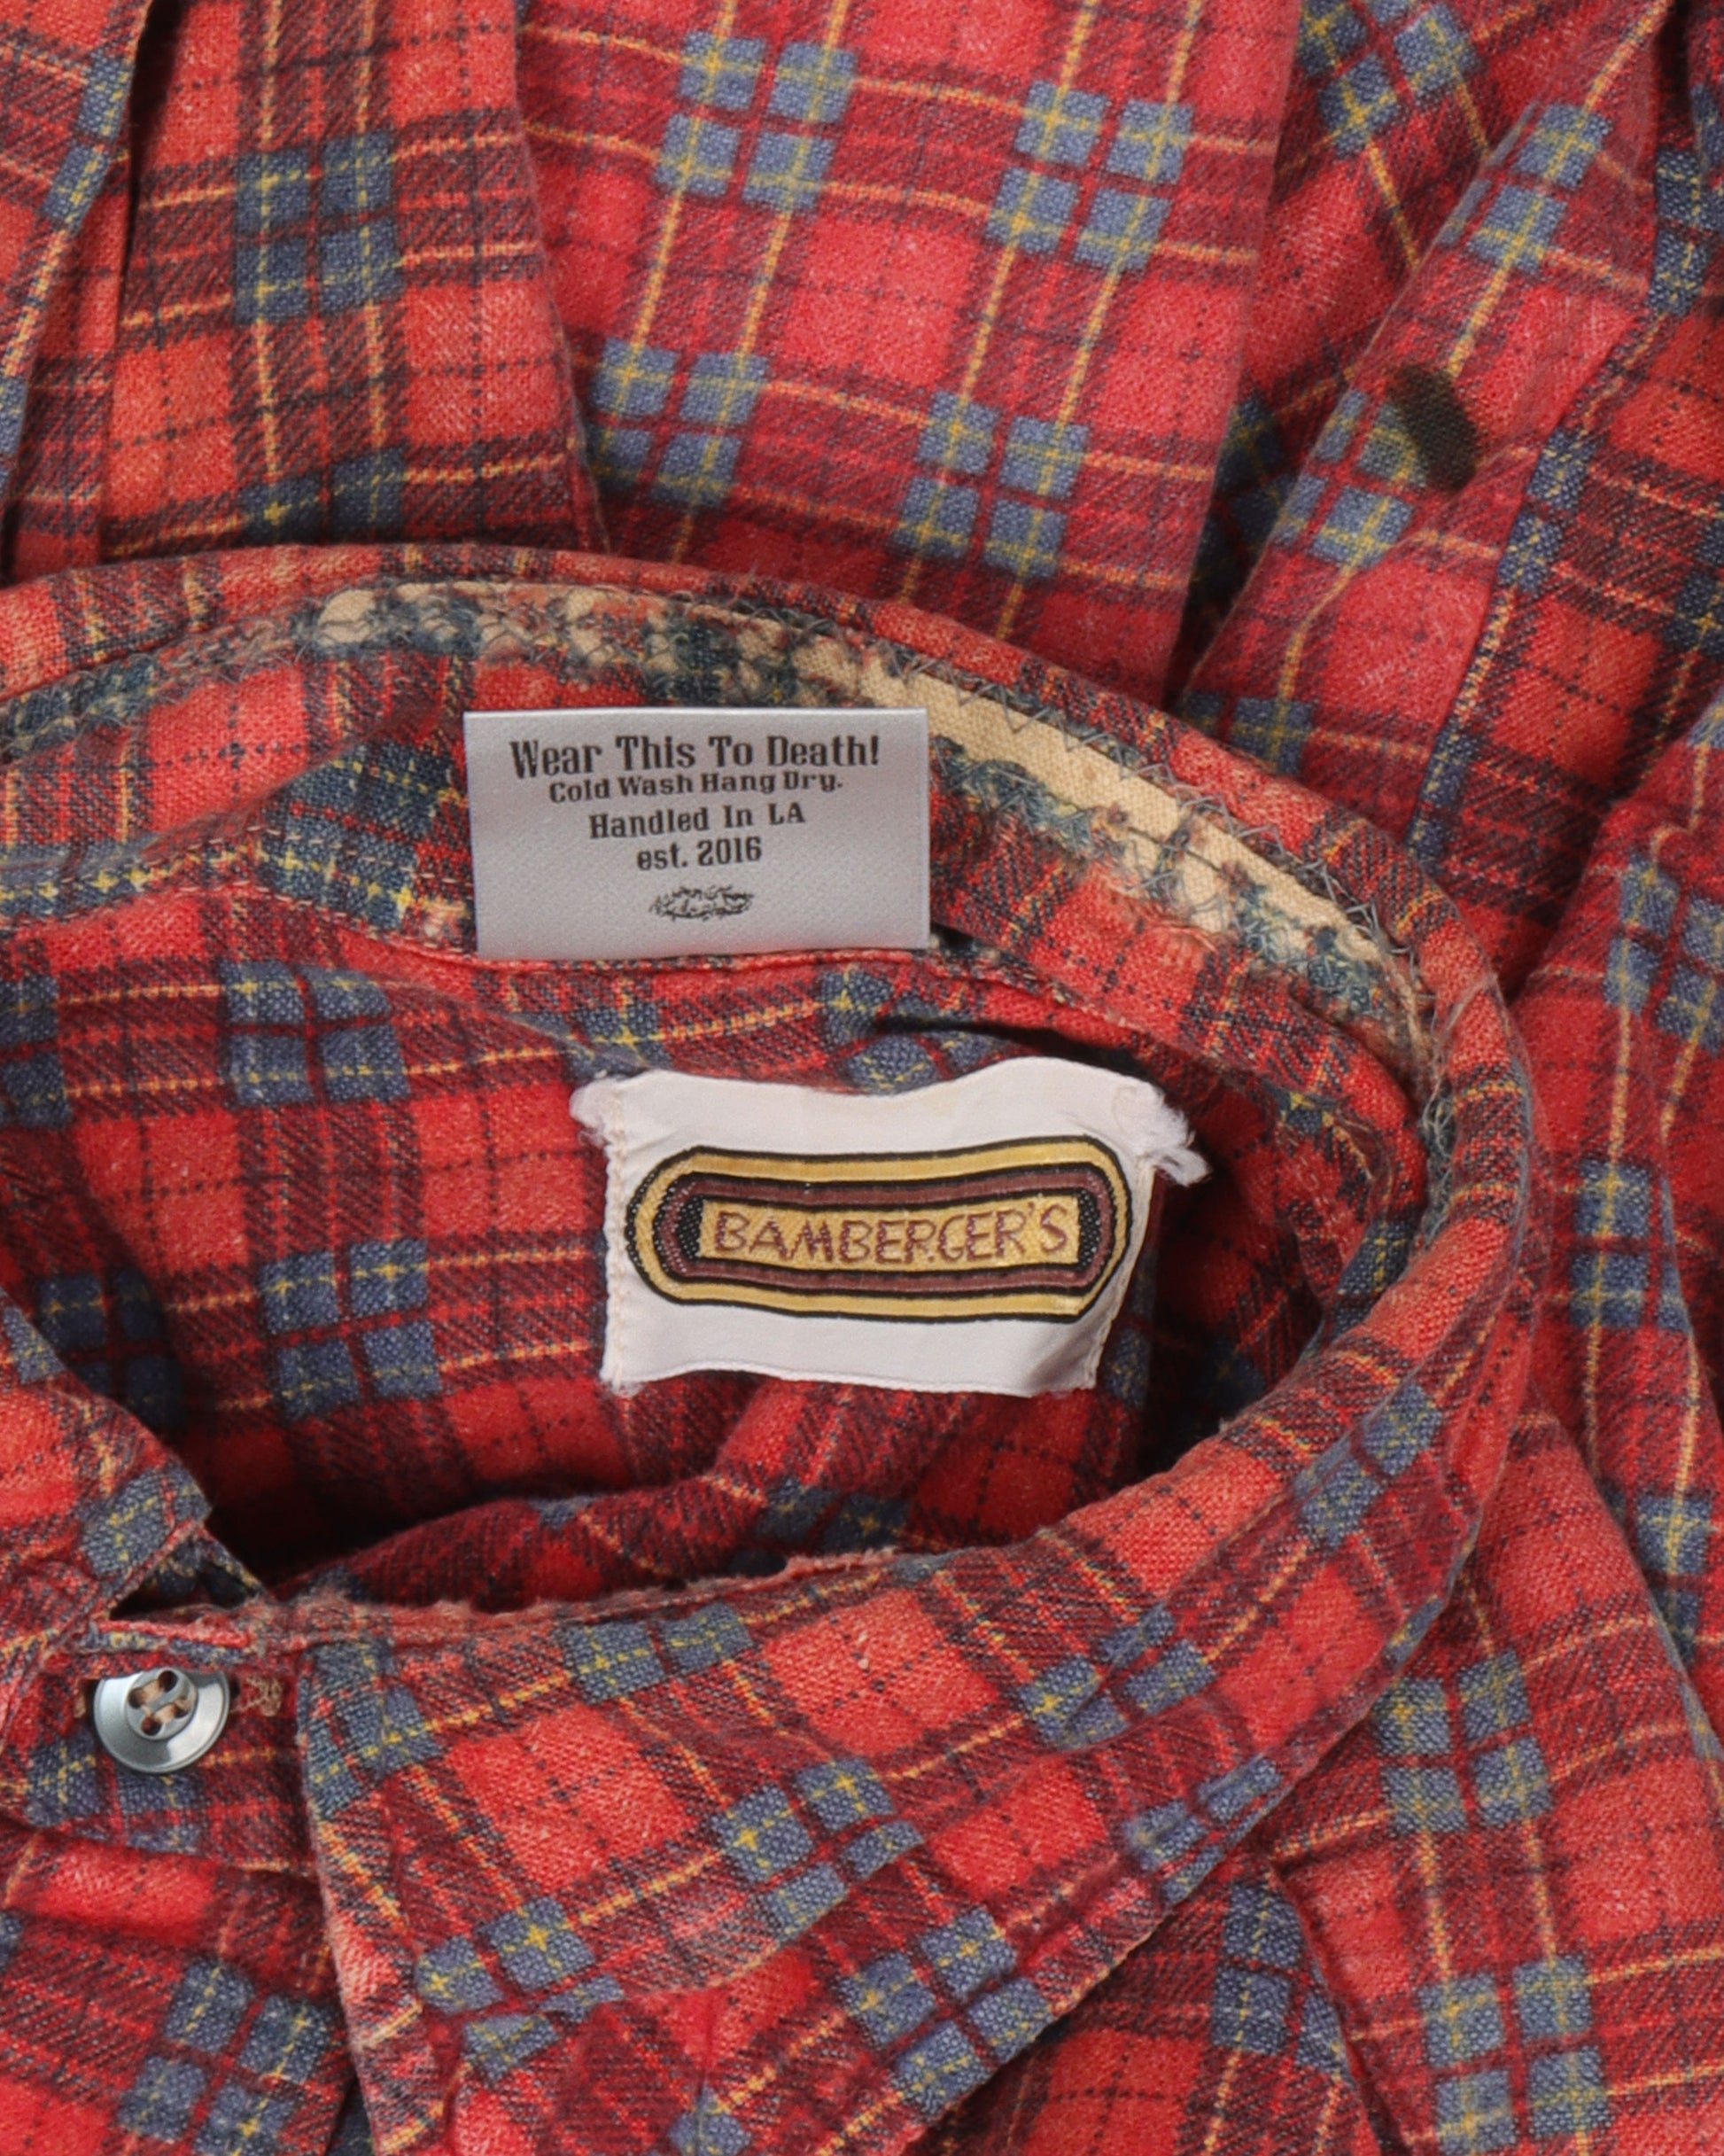 Wear This To Death!
Cold Wash Hang Dry.
Handled In LA
est. 2016
BAMBERGER'S